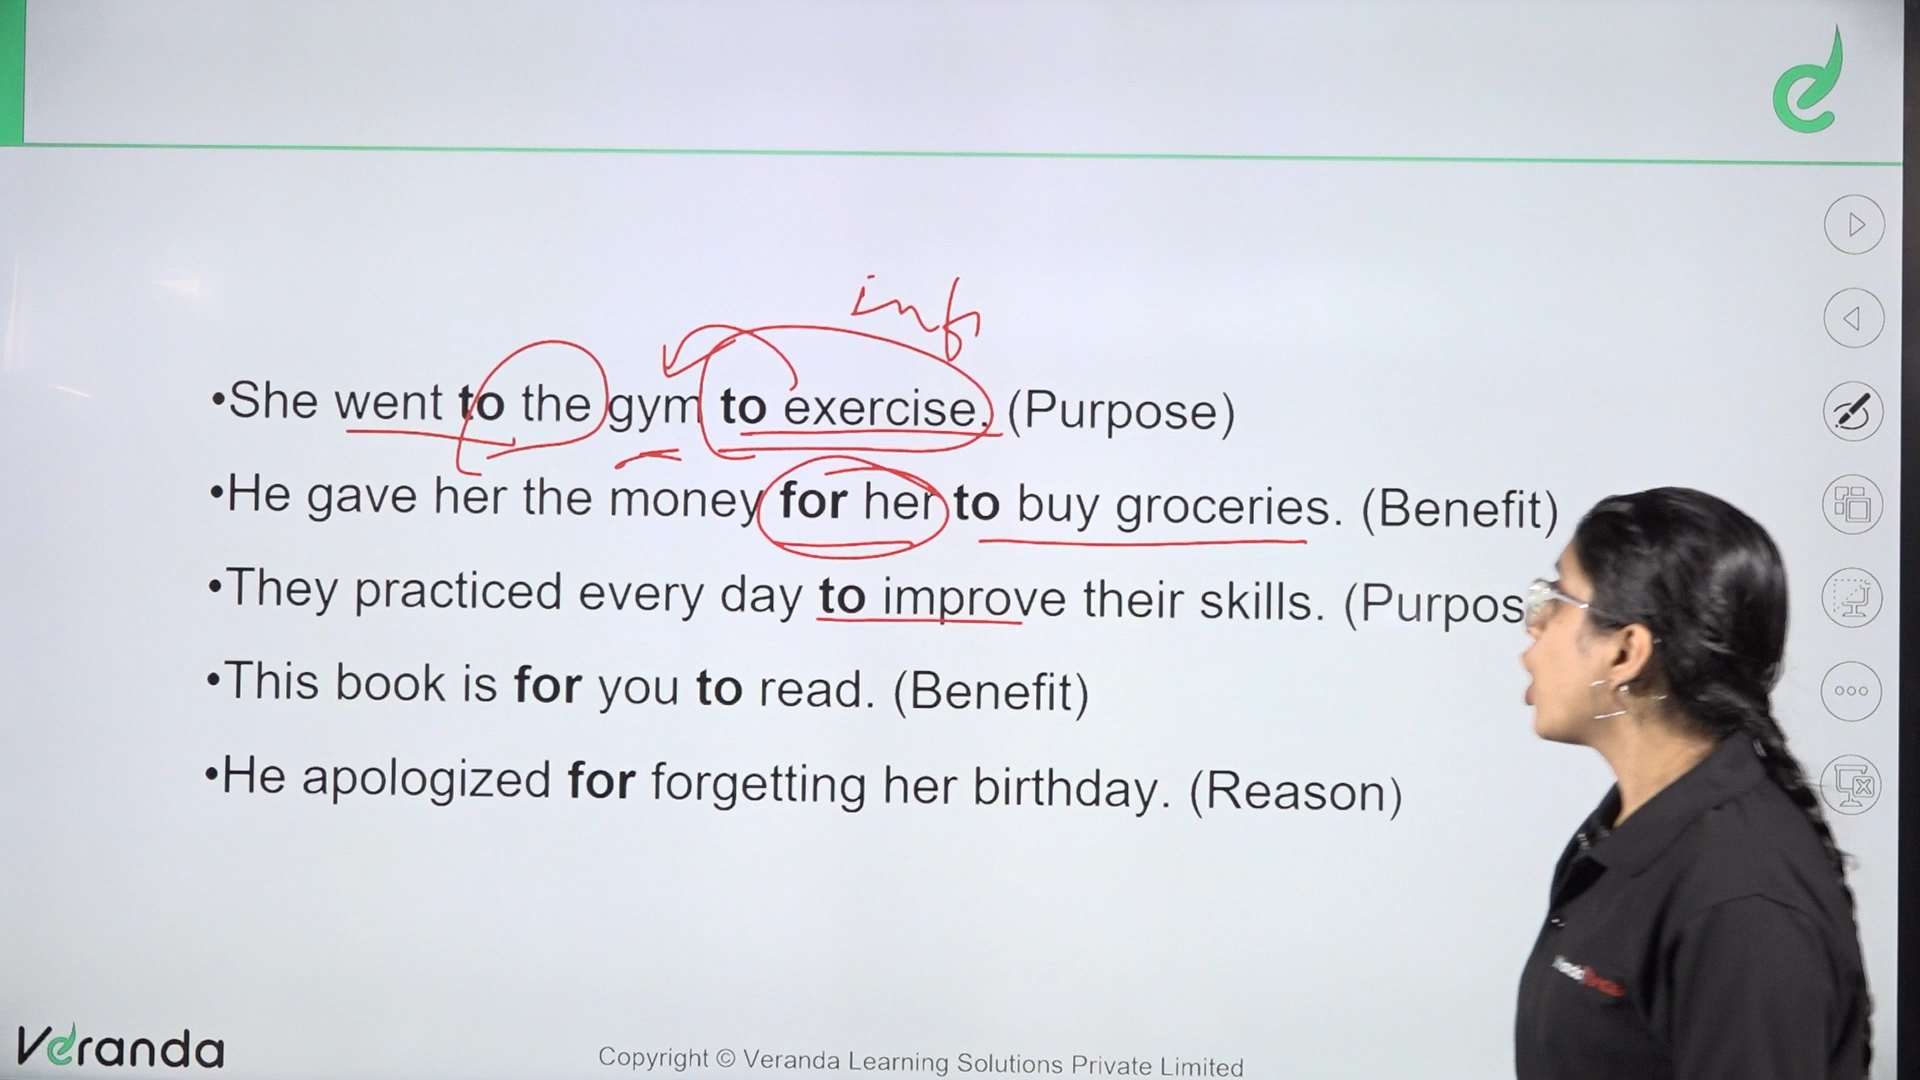 inf
•She went to the gym to exercise. (Purpose)
•He gave her the money for her to buy groceries. (Benefit)
•They practiced every day to improve their skills. (Purpos
•This book is for you to read. (Benefit)
•He apologized for forgetting her birthday. (Reason)
Veranda
Copyright © Veranda Learning Solutions Private Limited